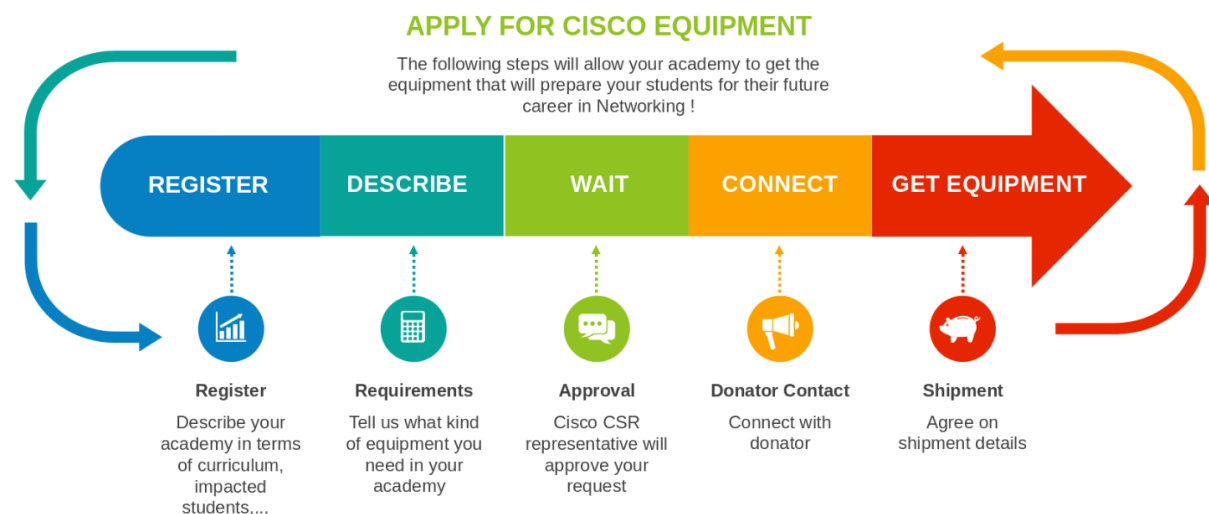 APPLY FOR CISCO EQUIPMENT
The following steps will allow your academy to get the
equipment that will prepare your students for their future
career in Networking !
REGISTER
DESCRIBE
WAIT
CONNECT
GET EQUIPMENT
Register
Describe your
academy in terms
of curriculum,
impacted
students....
Requirements
Tell us what kind
of equipment you
need in your
academy
Approval
Cisco CSR
representative will
approve your
request
Donator Contact
Connect with
donator
Shipment
Agree on
shipment details